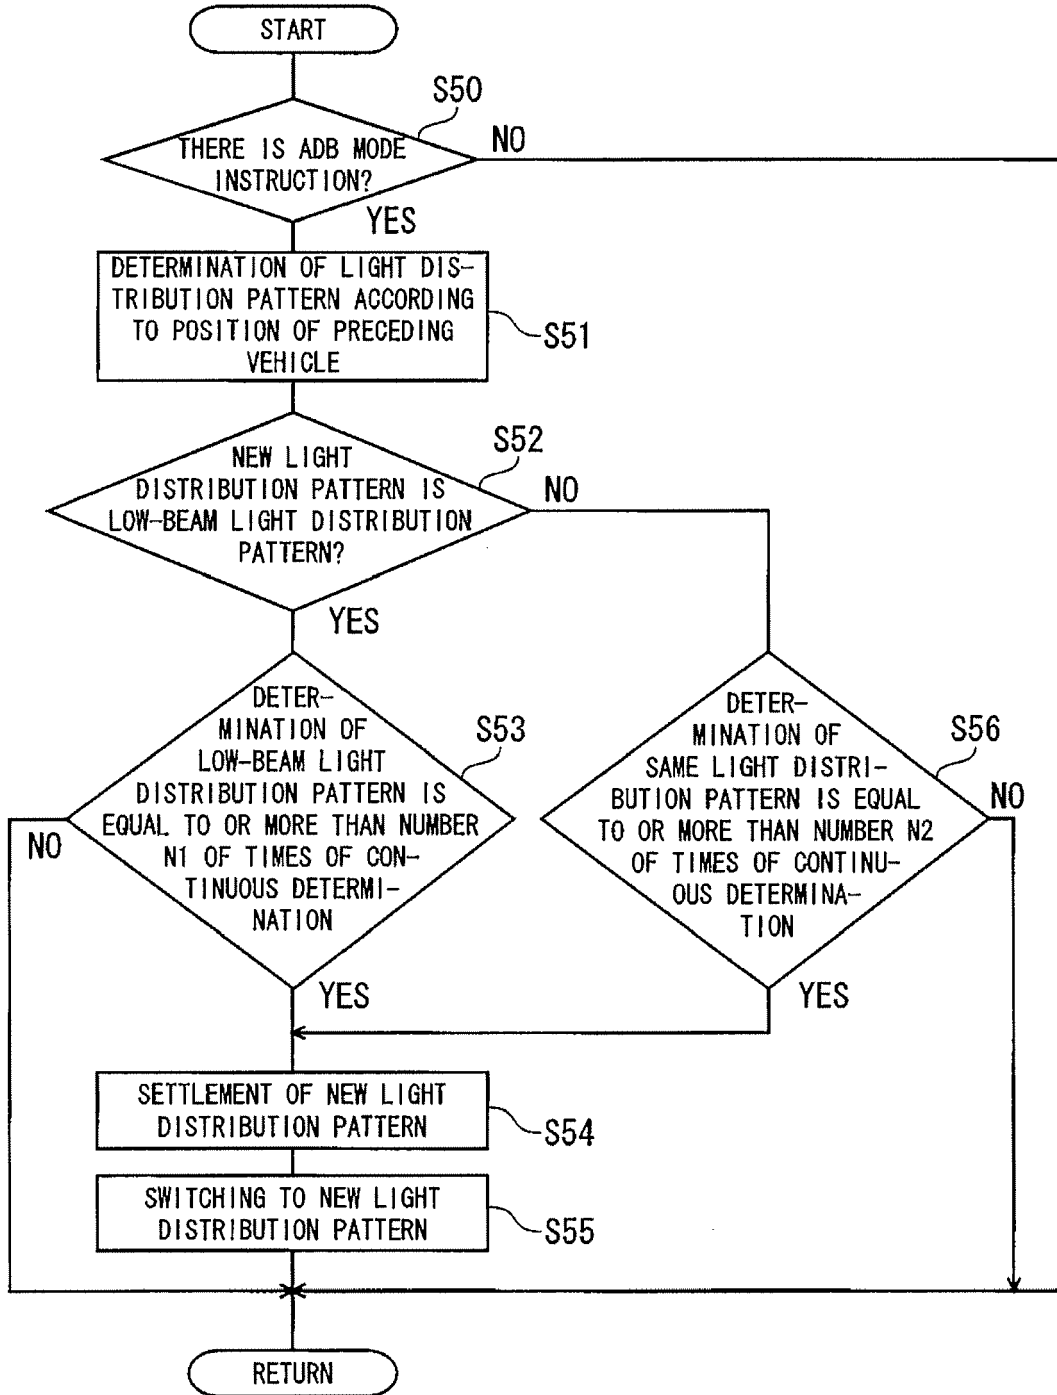 START
S50
THERE IS ADB MODE
INSTRUCTION?
NO
YES
DETERMINATION OF LIGHT DIS-
TRIBUTION PATTERN ACCORDING
TO POSITION OF PRECEDING
VEHICLE
S51
S52
NEW LIGHT
DISTRIBUTION PATTERN IS
LOW-BEAM LIGHT DISTRIBUTION
PATTERN?
NO
YES
S53
DETER-
MINATION OF
LOW-BEAM LIGHT
DISTRIBUTION PATTERN IS
EQUAL TO OR MORE THAN NUMBER
N1 OF TIMES OF CON-
TINUOUS DETERMI-
NATION
NO
YES
S56
DETER-
MINATION OF
SAME LIGHT DISTRI-
BUTION PATTERN IS EQUAL
TO OR MORE THAN NUMBER N2
OF TIMES OF CONTINU-
OUS DETERMINA-
TION
NO
YES
SETTLEMENT OF NEW LIGHT
DISTRIBUTION PATTERN
S54
SWITCHING TO NEW LIGHT
DISTRIBUTION PATTERN
S55
RETURN